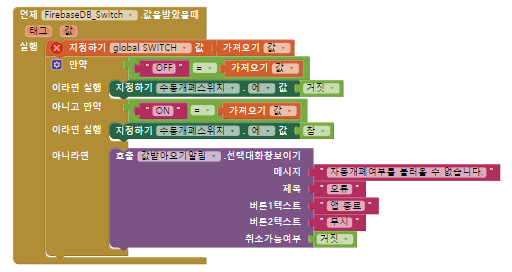 언제 FirebaseDB_Switch .값을받았을때
태그 값
실행 지정하기 global SWITCH 값 가져오기 값
만약 " OFF " = 가져오기 값
이라면 실행 지정하기 수동개폐스위치 . 에 값 거짓
아니고 만약 " ON " = 가져오기 값
이라면 실행 지정하기 수동개폐스위치 . 에 값 참
아니라면 호출 값받아오기알림 .선택대화창보이기
메시지 " 자동개폐여부를 불러올 수 없습니다. "
제목 " 오류 "
버튼1텍스트 " 앱 종료 "
버튼2텍스트 " 무시 "
취소가능여부 거짓